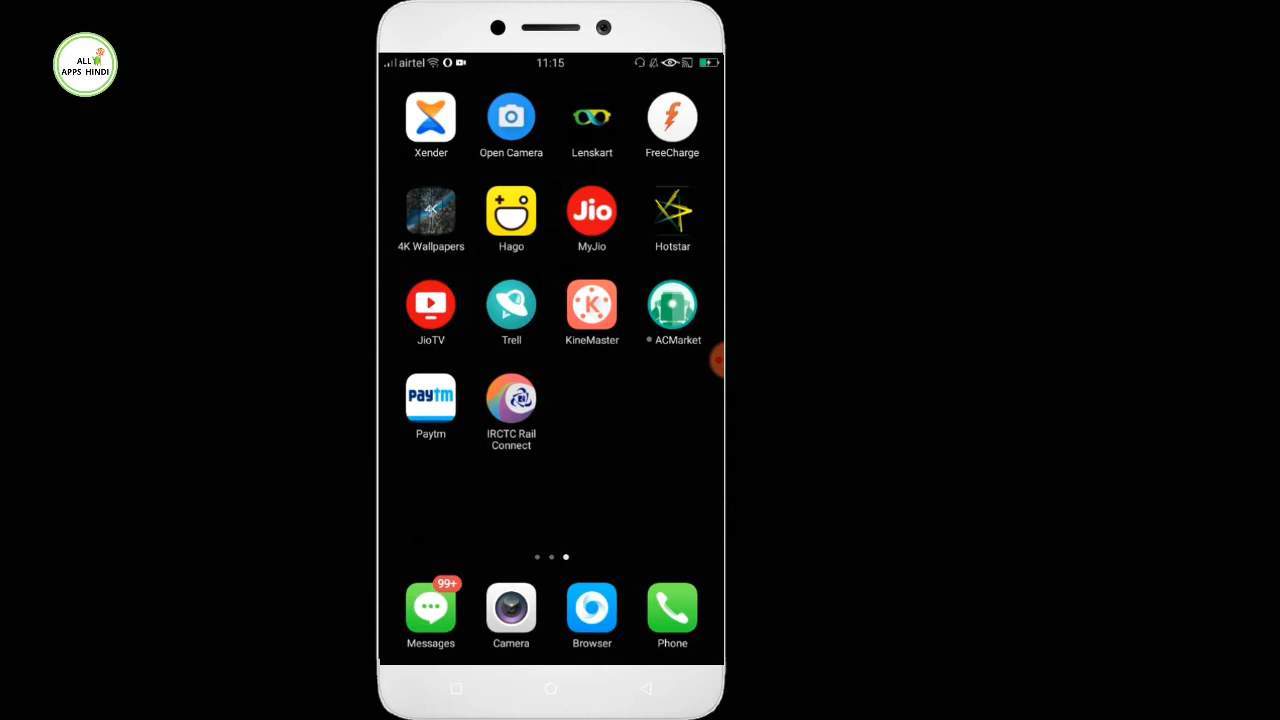 ALL
APPS HINDI
airtel
11:15
Xender
Open Camera
Lenskart
FreeCharge
4K
4K Wallpapers
Hago
Jio
MyJio
Hotstar
JioTV
Trell
K
KineMaster
ACMarket
paytm
Paytm
IRCTC Rail
Connect
99+
Messages
Camera
Browser
Phone